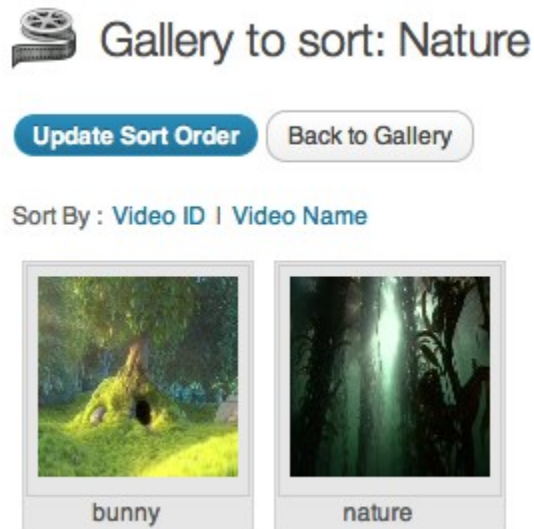 Gallery to sort: Nature
Update Sort Order Back to Gallery
Sort By : Video ID | Video Name
bunny nature